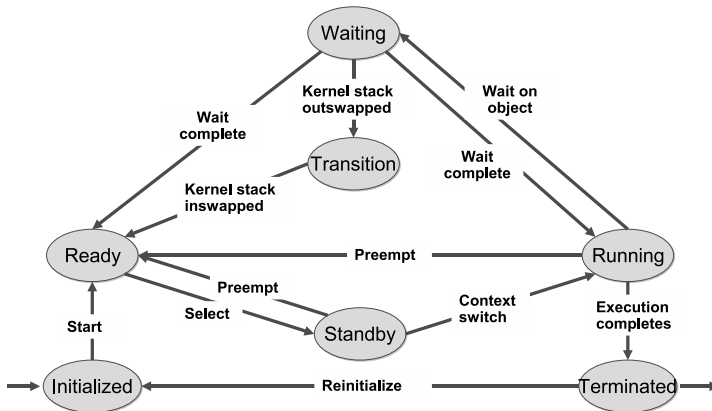 Waiting
Kernel stack
outswapped
Wait on
object
Wait
complete
Wait
complete
Transition
Kernel stack
inswapped
Ready
Preempt
Running
Preempt
Select
Context
switch
Execution
completes
Start
Standby
Initialized
Reinitialize
Terminated